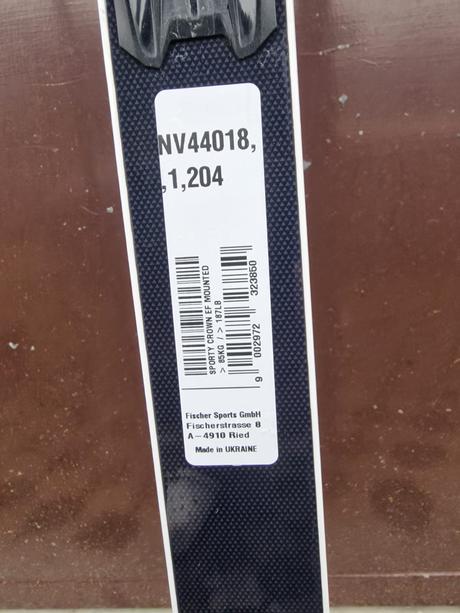 NV44018,
,1,204
SPORTY CROWN EF MOUNTED
> 85KG / > 187LB
9 002972 323850
Fischer Sports GmbH
Fischerstrasse 8
A-4910 Ried
Made in UKRAINE